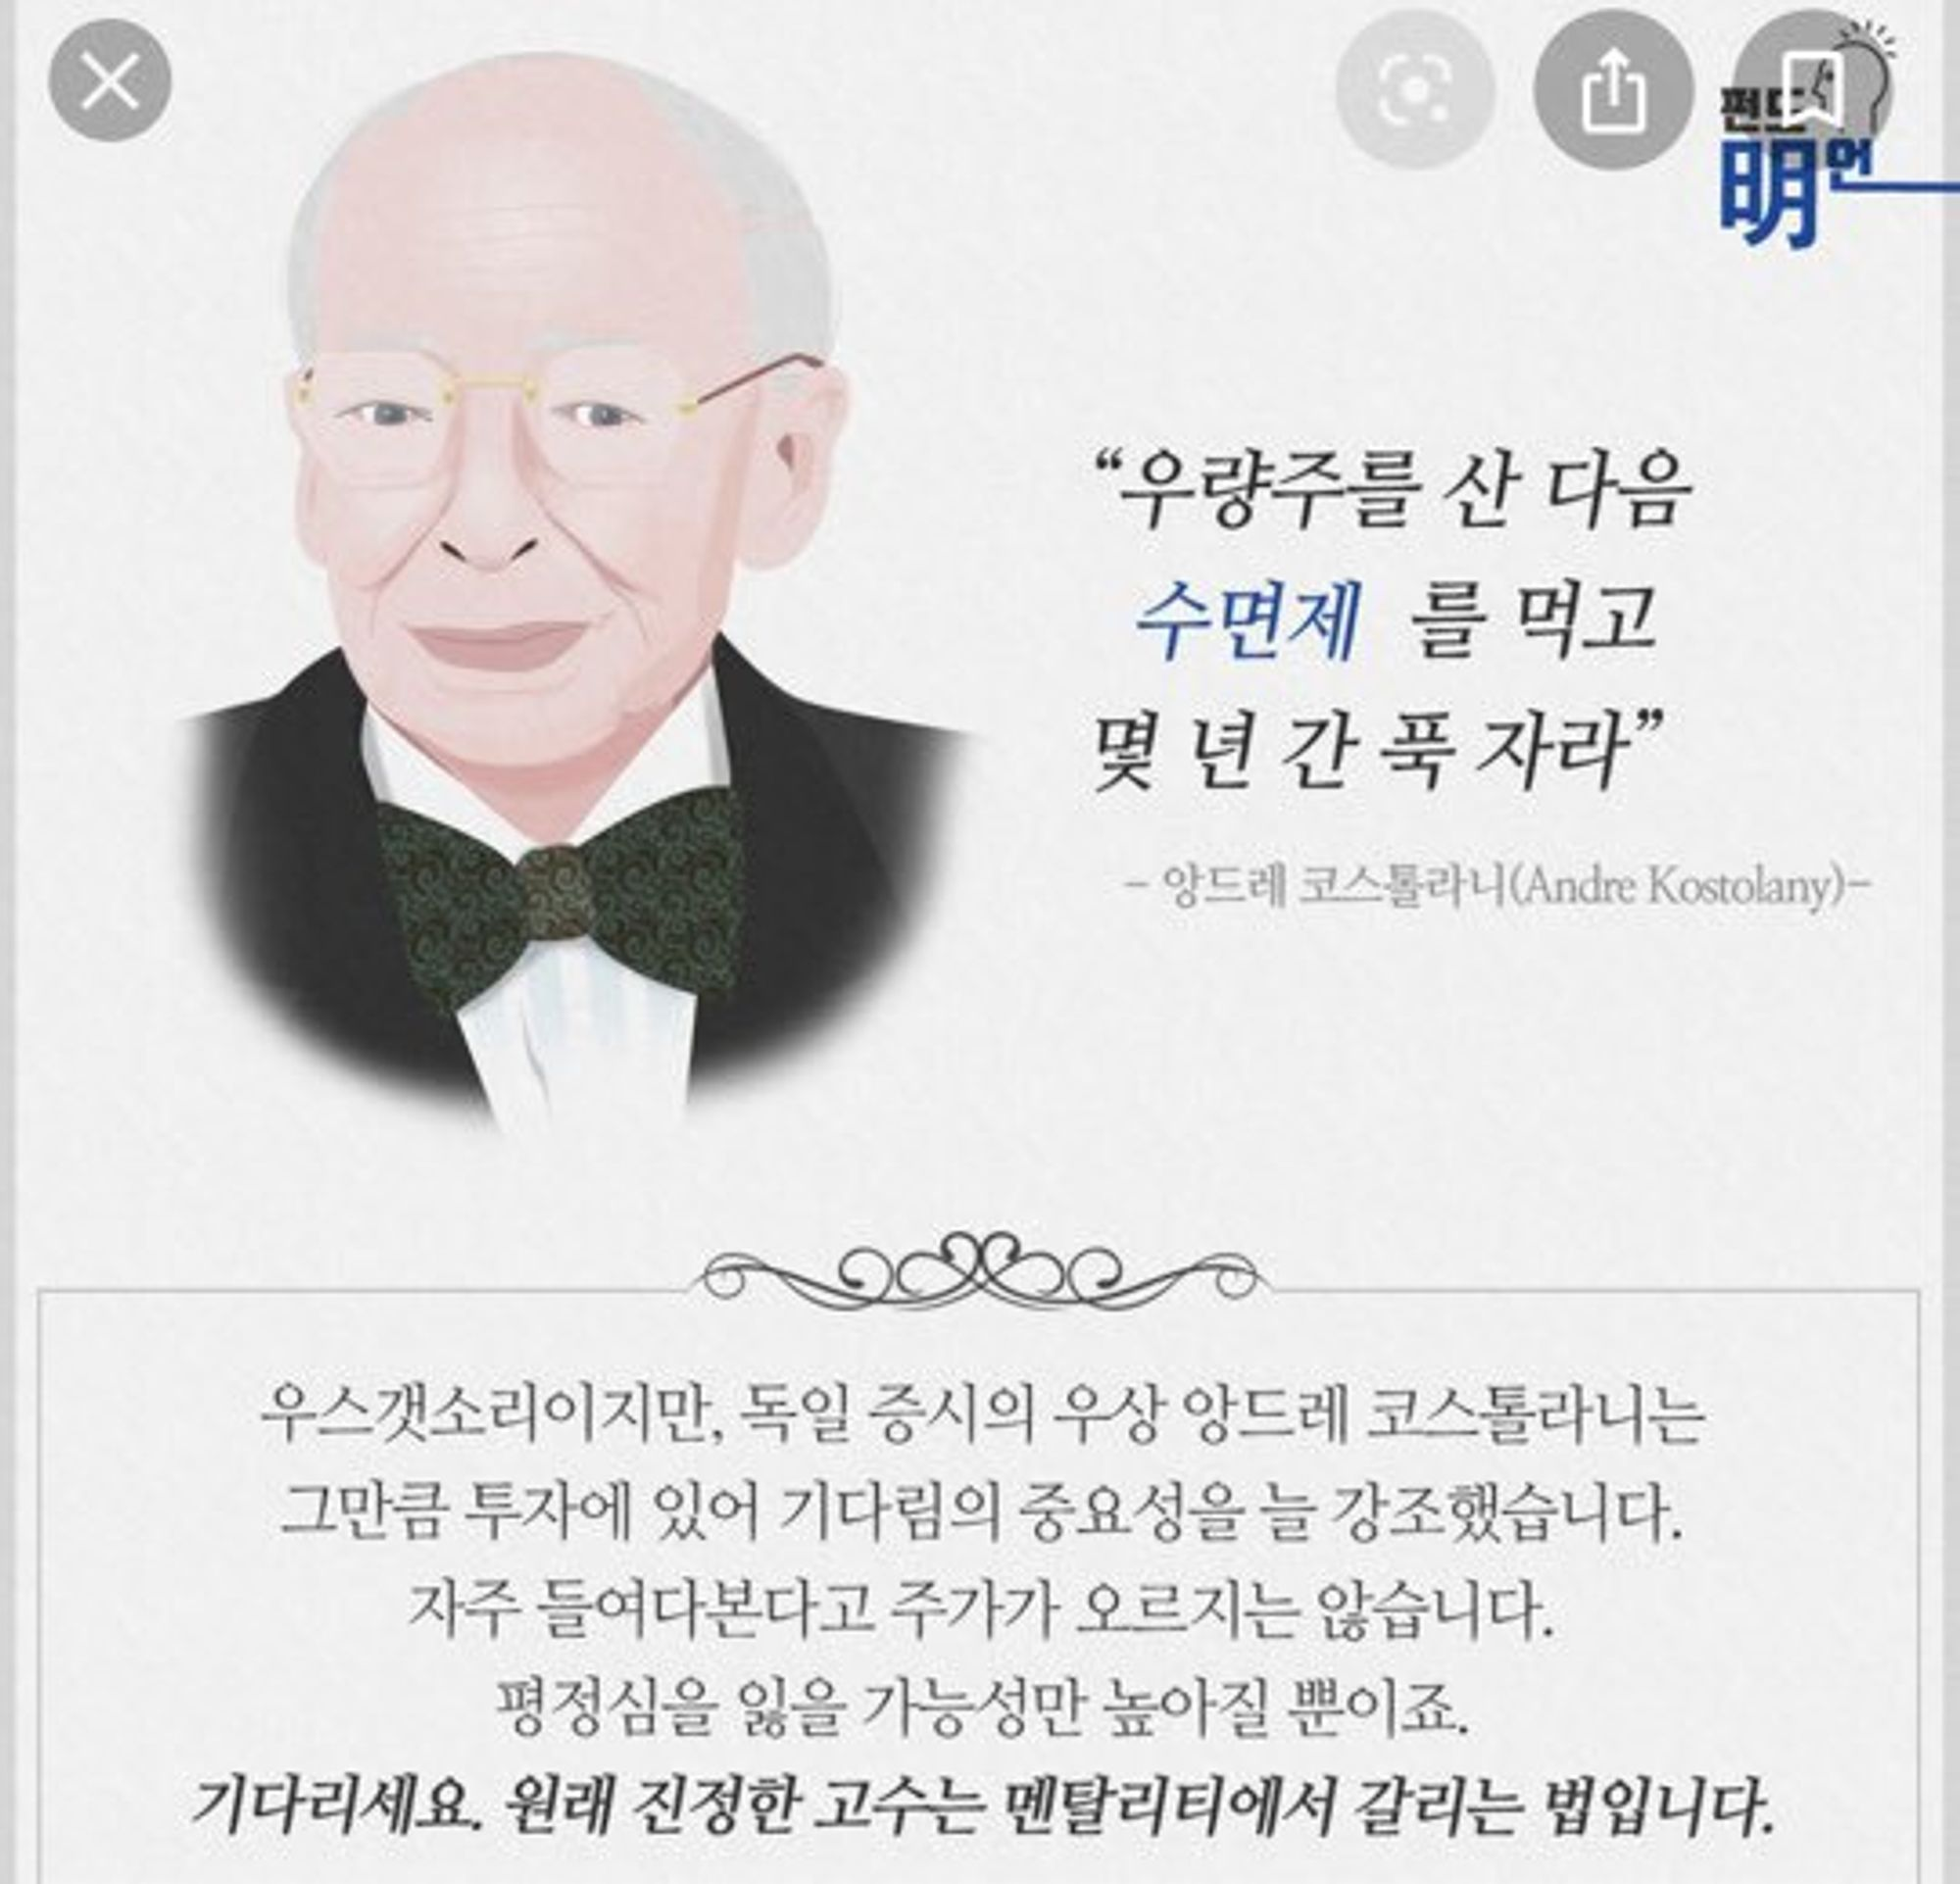 펀드
明언
“우량주를 산 다음
수면제 를 먹고
몇 년 간 푹 자라”
- 앙드레 코스톨라니(Andre Kostolany)-
우스갯소리이지만, 독일 증시의 우상 앙드레 코스톨라니는
그만큼 투자에 있어 기다림의 중요성을 늘 강조했습니다.
자주 들여다본다고 주가가 오르지는 않습니다.
평정심을 잃을 가능성만 높아질 뿐이죠.
기다리세요. 원래 진정한 고수는 멘탈리티에서 갈리는 법입니다.